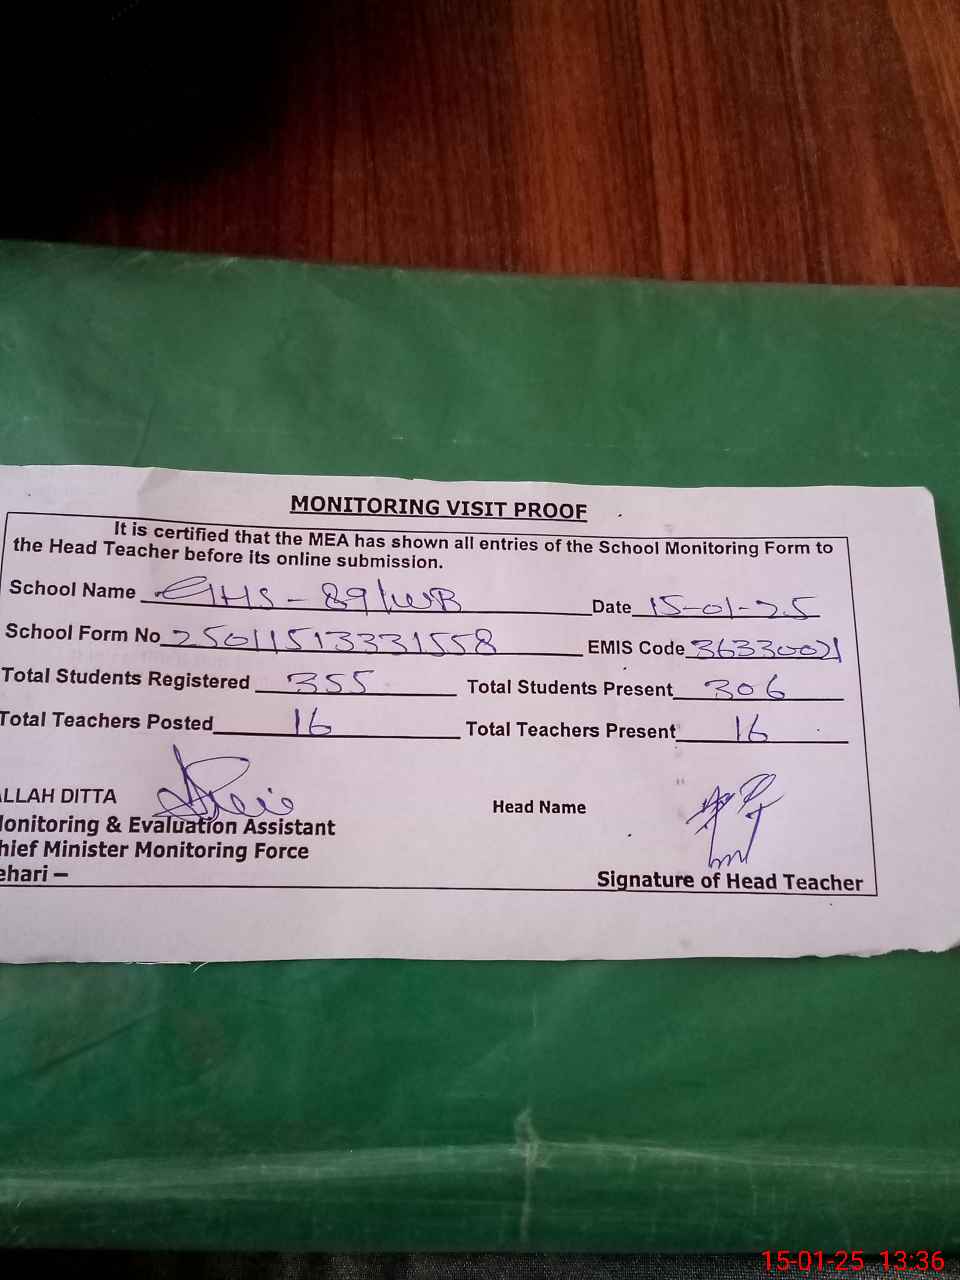 MONITORING VISIT PROOF
It is certified that the MEA has shown all entries of the School Monitoring Form to
the Head Teacher before its online submission.
School Name GHS - 89/WB Date 15-01-25
School Form No 25011513331558 EMIS Code 36330021
Total Students Registered 355 Total Students Present 306
Total Teachers Posted 16 Total Teachers Present 16
LLAH DITTA
onitoring & Evaluation Assistant Head Name
hief Minister Monitoring Force
ehari –
Signature of Head Teacher
15-01-25 13:36